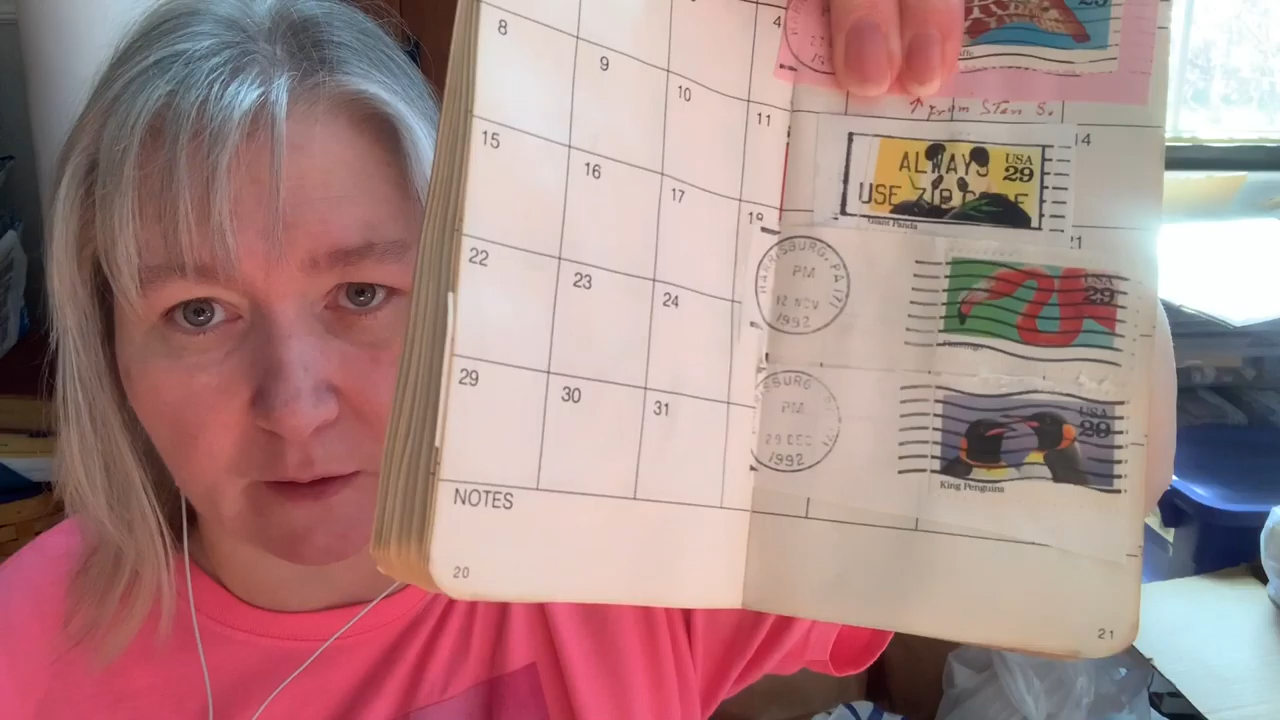 8
9
10
4
11
15
16
17
18
22
23
24
29
30
31
NOTES
20
25
↑ from Stan S.
14
ALWAYS
USE ZIP CODE
USA
29
Giant Panda
21
HARRISBURG, PA
PM
12 NOV
1992
USA
29
Flamingo
PM
29 DEC
1992
USA
29
King Penguins
21